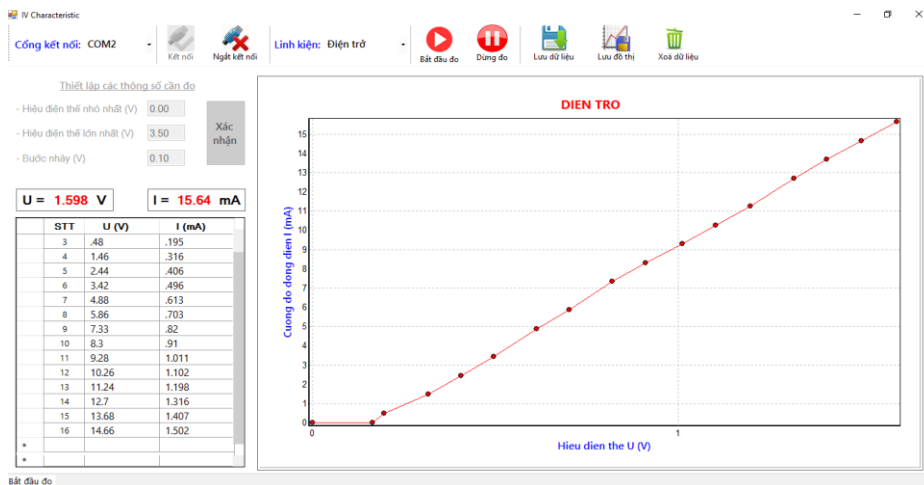 IV Characteristic
Cổng kết nối: COM2
Kết nối
Ngắt kết nối
Linh kiện: Điện trở
Bắt đầu đo
Dừng đo
Lưu dữ liệu
Lưu đồ thị
Xoá dữ liệu
Thiết lập các thông số cần đo
- Hiệu điện thế nhỏ nhất (V) 0.00
- Hiệu điện thế lớn nhất (V) 3.50
- Bước nhảy (V) 0.10
Xác
nhận
U = 1.598 V
I = 15.64 mA
STT U (V) I (mA)
3 .48 .195
4 1.46 .316
5 2.44 .406
6 3.42 .496
7 4.88 .613
8 5.86 .703
9 7.33 .82
10 8.3 .91
11 9.28 1.011
12 10.26 1.102
13 11.24 1.198
14 12.7 1.316
15 13.68 1.407
16 14.66 1.502
*
*
DIEN TRO
Cuong do dong dien I (mA)
15
14
13
12
11
10
9
8
7
6
5
4
3
2
1
0
0 1
Hieu dien the U (V)
Bắt đầu đo